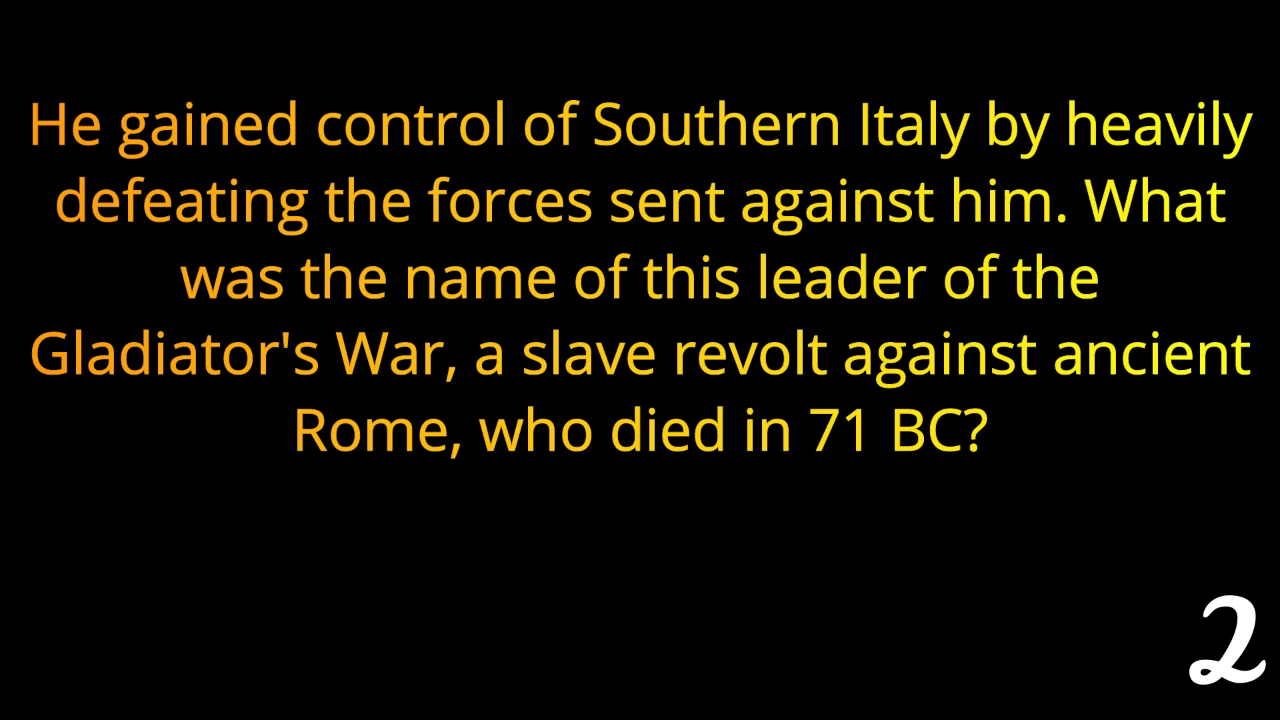 He gained control of Southern Italy by heavily
defeating the forces sent against him. What
was the name of this leader of the
Gladiator's War, a slave revolt against ancient
Rome, who died in 71 BC?
2